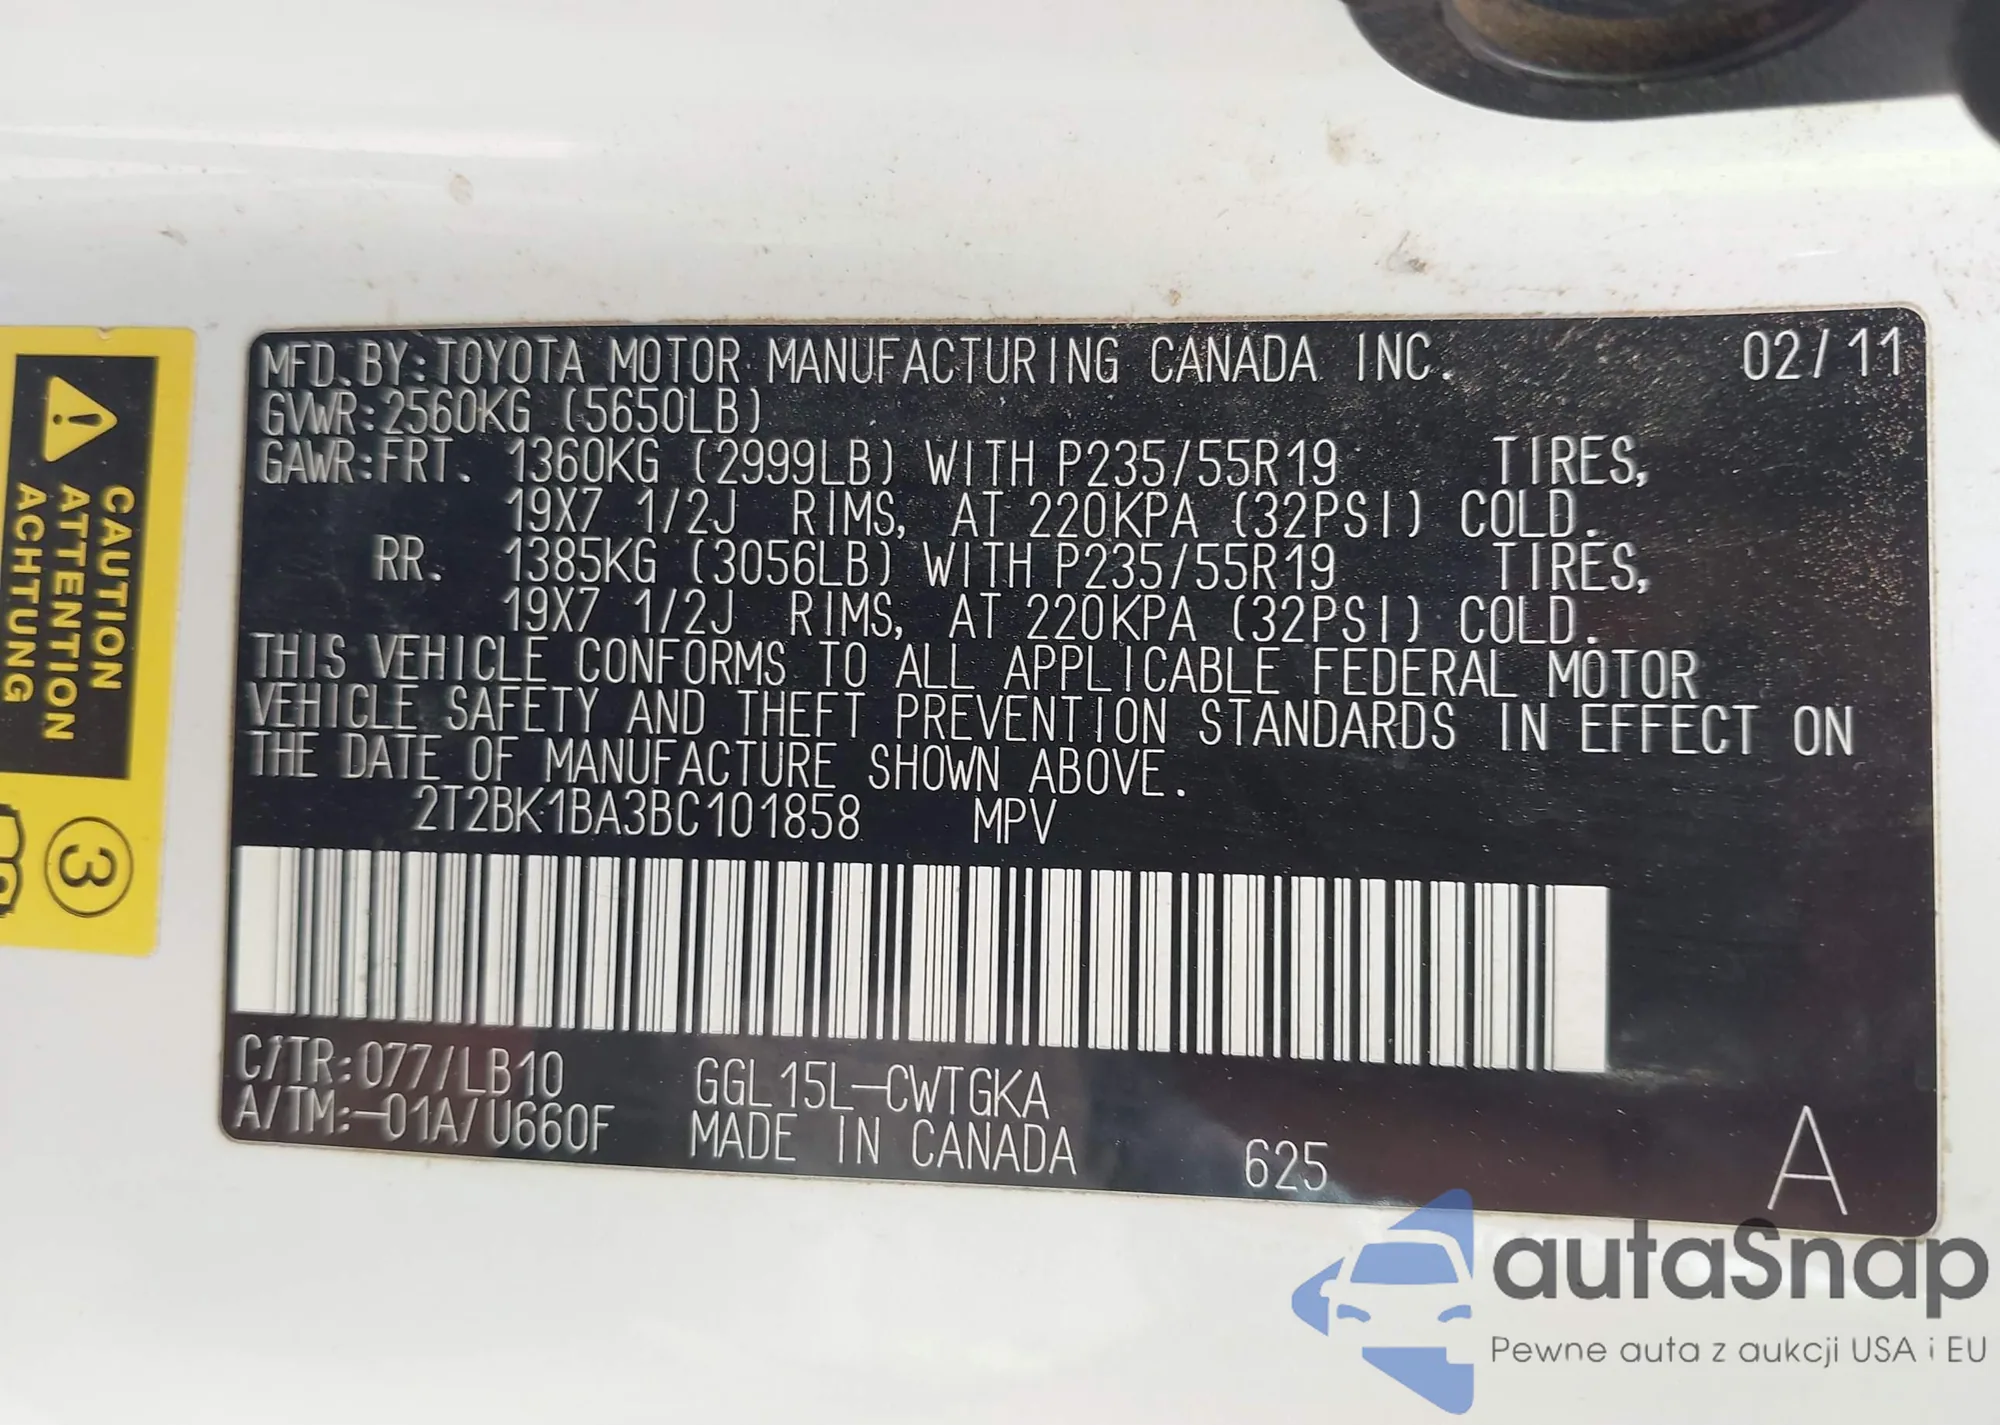 MFD. BY: TOYOTA MOTOR MANUFACTURING CANADA INC. 02/11
GVWR: 2560KG (5650LB)
GAWR: FRT. 1360KG (2999LB) WITH P235/55R19 TIRES,
19X7 1/2J RIMS, AT 220KPA (32PSI) COLD.
RR. 1385KG (3056LB) WITH P235/55R19 TIRES,
19X7 1/2J RIMS, AT 220KPA (32PSI) COLD.
THIS VEHICLE CONFORMS TO ALL APPLICABLE FEDERAL MOTOR
VEHICLE SAFETY AND THEFT PREVENTION STANDARDS IN EFFECT ON
THE DATE OF MANUFACTURE SHOWN ABOVE.
2T2BK1BA3BC101858 MPV
C/TR: 077/LB10 GGL15L-CWTGKA
A/TM:-01A/U660F MADE IN CANADA 625 A
CAUTION
ATTENTION
ACHTUNG
3
autoSnap
Pewne auta z aukcji USA i EU